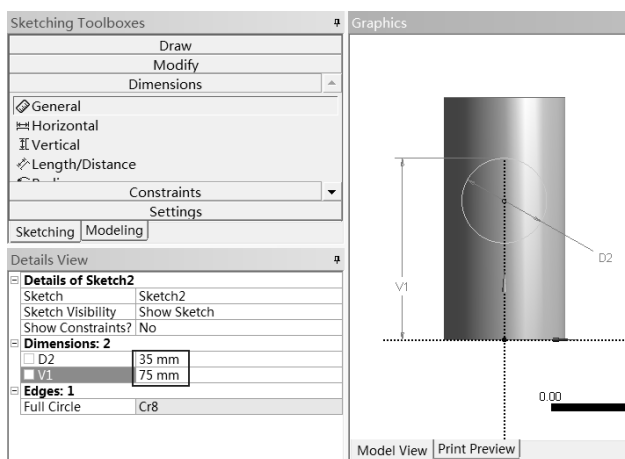 Sketching Toolboxes
Draw
Modify
Dimensions
General
Horizontal
Vertical
Length/Distance
Constraints
Settings
Sketching Modeling
Details View
Details of Sketch2
Sketch Sketch2
Sketch Visibility Show Sketch
Show Constraints? No
Dimensions: 2
D2 35 mm
V1 75 mm
Edges: 1
Full Circle Cr8
Graphics
D2
V1
0.00
Model View Print Preview